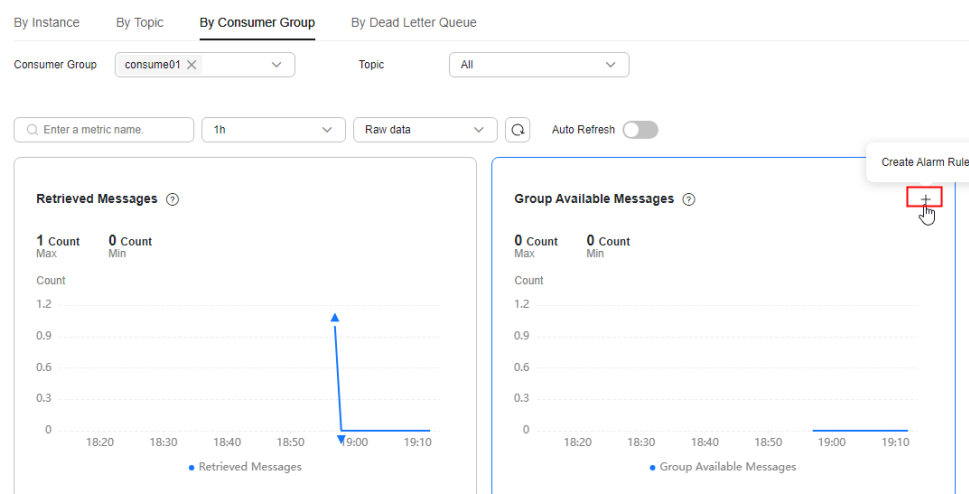 By Instance By Topic By Consumer Group By Dead Letter Queue
Consumer Group consume01 Topic All
Enter a metric name. 1h Raw data Auto Refresh
Create Alarm Rule
Retrieved Messages
1 Count 0 Count
Max Min
Count
1.2
0.9
0.6
0.3
0
18:20 18:30 18:40 18:50 19:00 19:10
Retrieved Messages
Group Available Messages
0 Count 0 Count
Max Min
Count
1.2
0.9
0.6
0.3
0
18:20 18:30 18:40 18:50 19:00 19:10
Group Available Messages